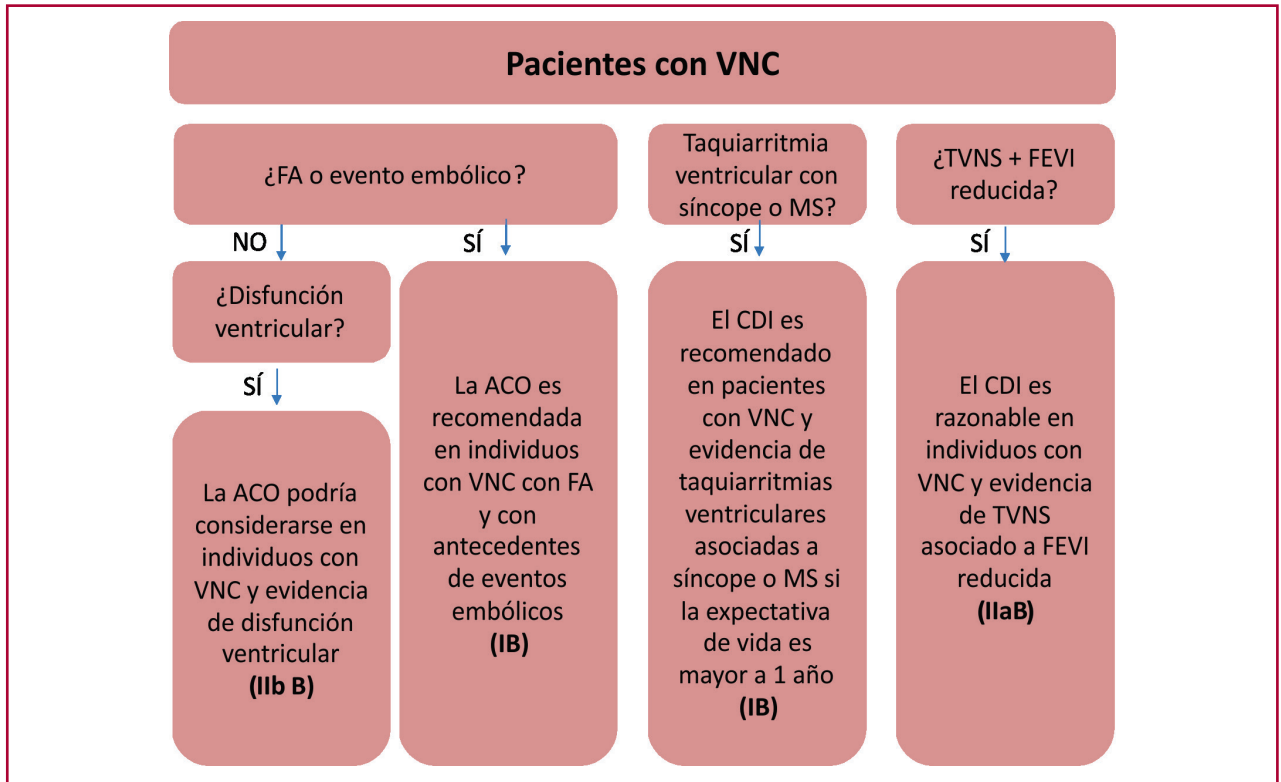 Pacientes con VNC
¿FA o evento embólico?
Taquiarritmia
ventricular con
síncope o MS?
¿TVNS + FEVI
reducida?
NO
SÍ
SÍ
SÍ
¿Disfunción
ventricular?
SÍ
La ACO podría
considerarse en
individuos con
VNC y evidencia
de disfunción
ventricular
(IIb B)
La ACO es
recomendada
en individuos
con VNC con FA
y con
antecedentes
de eventos
embólicos
(IB)
El CDI es
recomendado
en pacientes
con VNC y
evidencia de
taquiarritmias
ventriculares
asociadas a
síncope o MS si
la expectativa
de vida es
mayor a 1 año
(IB)
El CDI es
razonable en
individuos con
VNC y evidencia
de TVNS
asociado a FEVI
reducida
(IIaB)